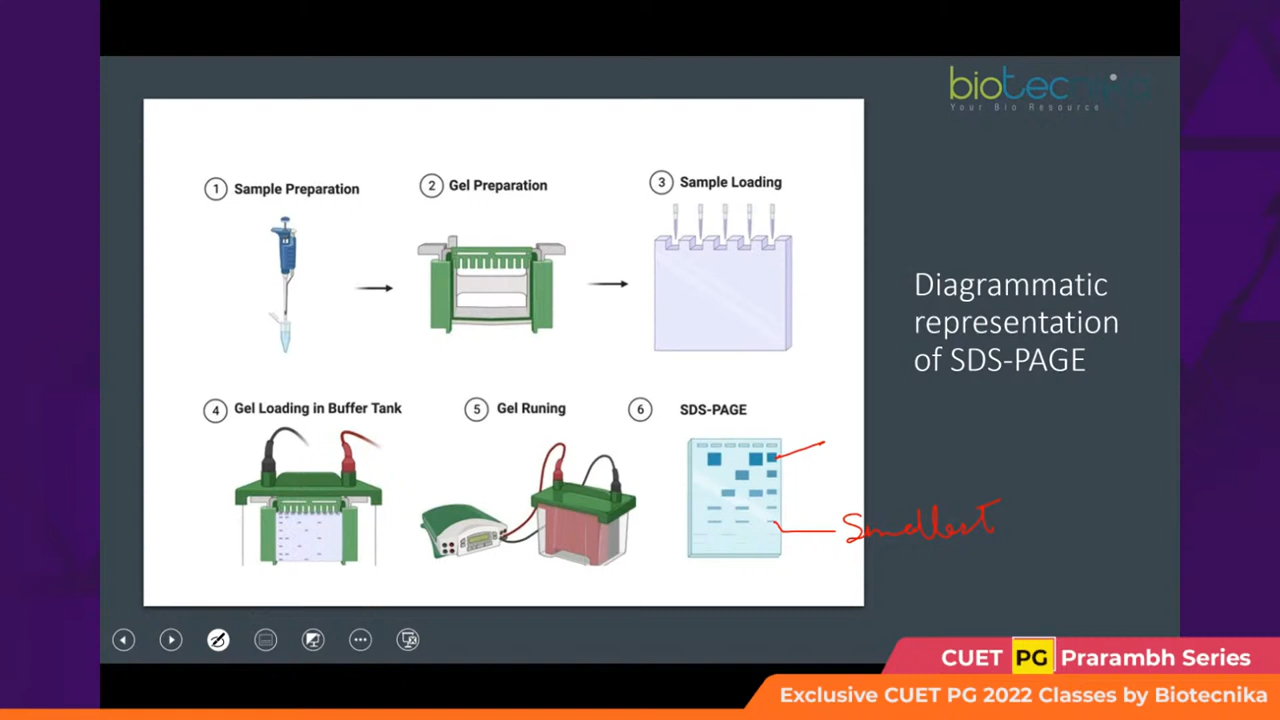 biotecnika
Your Bio Resource
1 Sample Preparation
2 Gel Preparation
3 Sample Loading
Diagrammatic
representation
of SDS-PAGE
4 Gel Loading in Buffer Tank
5 Gel Runing
6 SDS-PAGE
Smallest
CUET PG Prarambh Series
Exclusive CUET PG 2022 Classes by Biotecnika